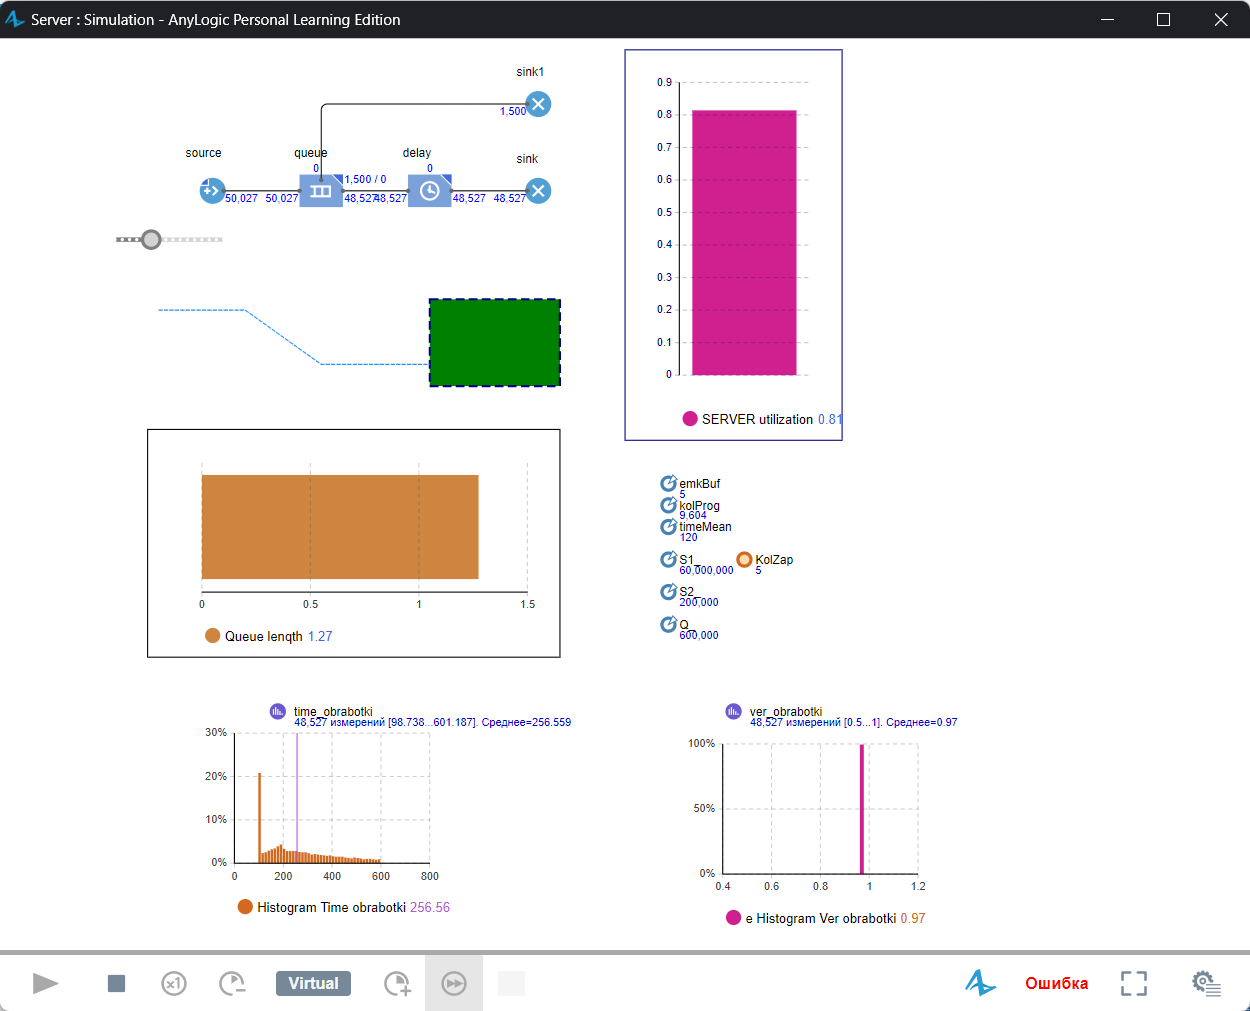 Server : Simulation - AnyLogic Personal Learning Edition
sink1
1,500
source
queue
delay
sink
0
0
1,500 / 0
50,027
50,027
48,527
48,527
48,527
48,527
0.9
0.8
0.7
0.6
0.5
0.4
0.3
0.2
0.1
0
SERVER utilization 0.81
0
0.5
1
1.5
Queue length 1.27
emkBuf
5
kolProg
9,604
timeMean
120
S1_
60,000,000
KolZap
5
S2_
200,000
Q_
600,000
time_obrabotki
48,527 измерений [98.738...601.187]. Среднее=256.559
30%
20%
10%
0%
0
200
400
600
800
Histogram Time obrabotki 256.56
ver_obrabotki
48,527 измерений [0.5...1]. Среднее=0.97
100%
50%
0%
0.4
0.6
0.8
1
1.2
e Histogram Ver obrabotki 0.97
x1
Virtual
Ошибка